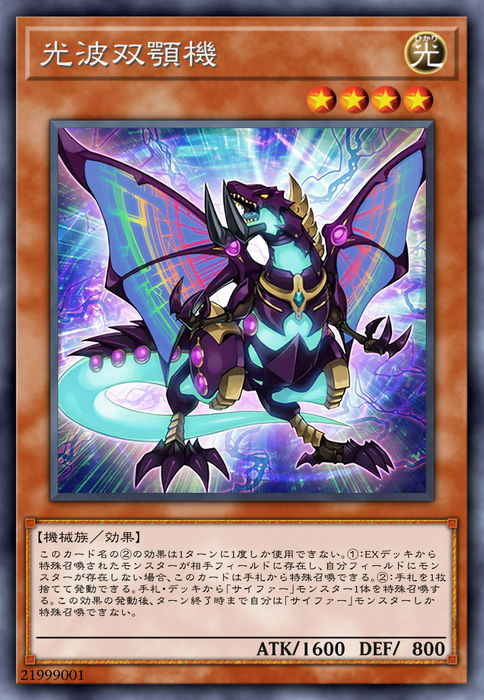 光波双顎機
ひかり
光
【機械族／効果】
このカード名の②の効果は1ターンに1度しか使用できない。①:EXデッキから
特殊召喚されたモンスターが相手フィールドに存在し、自分フィールドにモン
スターが存在しない場合、このカードは手札から特殊召喚できる。②:手札を1枚
捨てて発動できる。手札・デッキから「サイファー」モンスター1体を特殊召喚す
る。この効果の発動後、ターン終了時まで自分は「サイファー」モンスターしか
特殊召喚できない。
ATK/1600 DEF/ 800
21999001